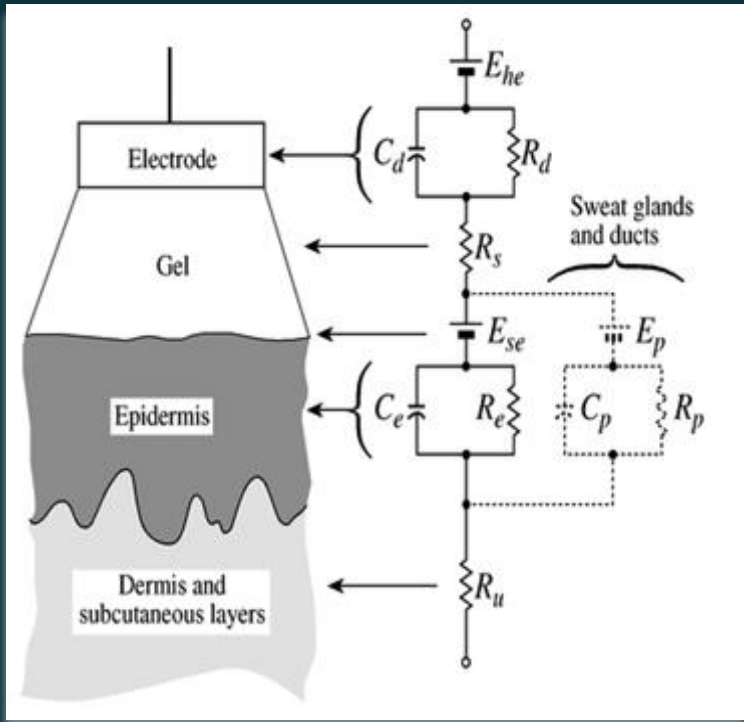 Electrode
Gel
Epidermis
Dermis and
subcutaneous layers
E_he
C_d
R_d
R_s
Sweat glands
and ducts
E_se
E_p
C_e
R_e
C_p
R_p
R_u